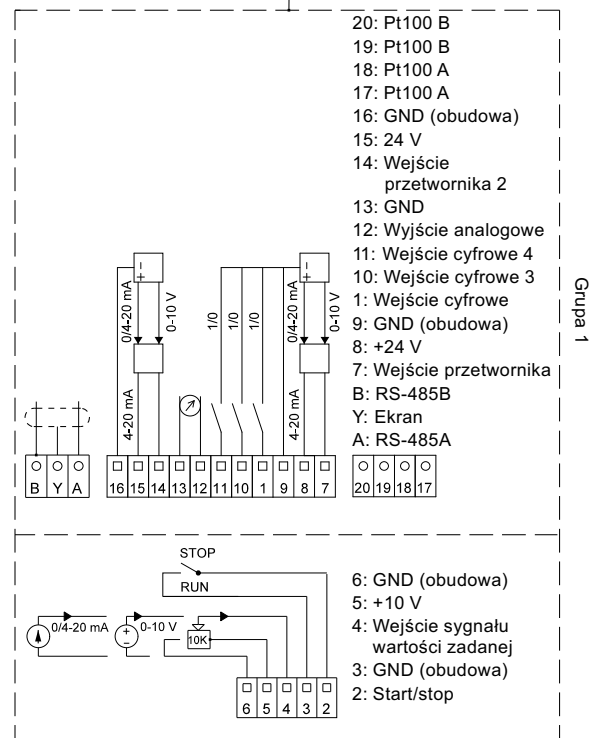 20: Pt100 B
19: Pt100 B
18: Pt100 A
17: Pt100 A
16: GND (obudowa)
15: 24 V
14: Wejście
przetwornika 2
13: GND
12: Wyjście analogowe
11: Wejście cyfrowe 4
10: Wejście cyfrowe 3
1: Wejście cyfrowe
9: GND (obudowa)
8: +24 V
7: Wejście przetwornika
B: RS-485B
Y: Ekran
A: RS-485A
Grupa 1
0/4-20 mA
0-10 V
1/0
1/0
1/0
0/4-20 mA
0-10 V
4-20 mA
4-20 mA
B Y A
16 15 14 13 12 11 10 1 9 8 7
20 19 18 17
STOP
RUN
0/4-20 mA
0-10 V
10K
6 5 4 3 2
6: GND (obudowa)
5: +10 V
4: Wejście sygnału
wartości zadanej
3: GND (obudowa)
2: Start/stop